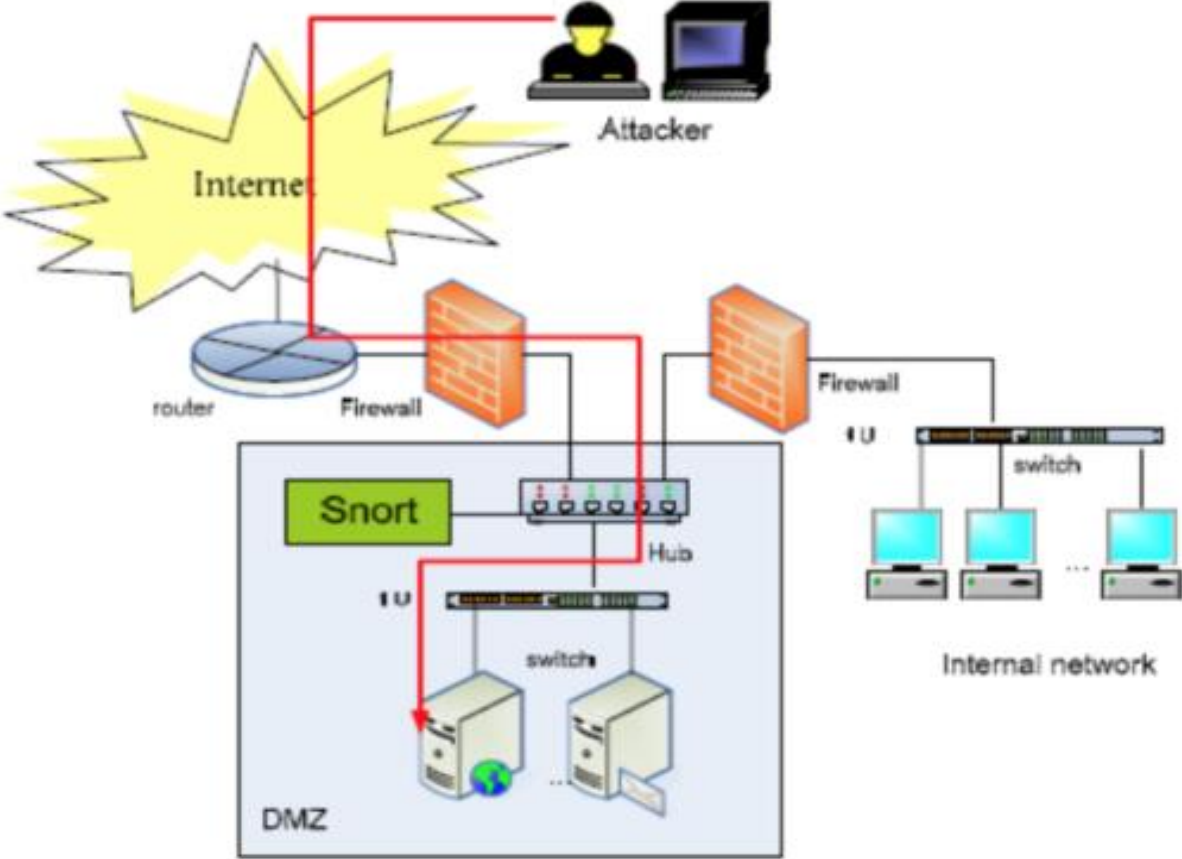 Attacker
Internet
router
Firewall
Firewall
1 U
switch
Snort
Hub
1 U
switch
...
Internal network
...
DMZ